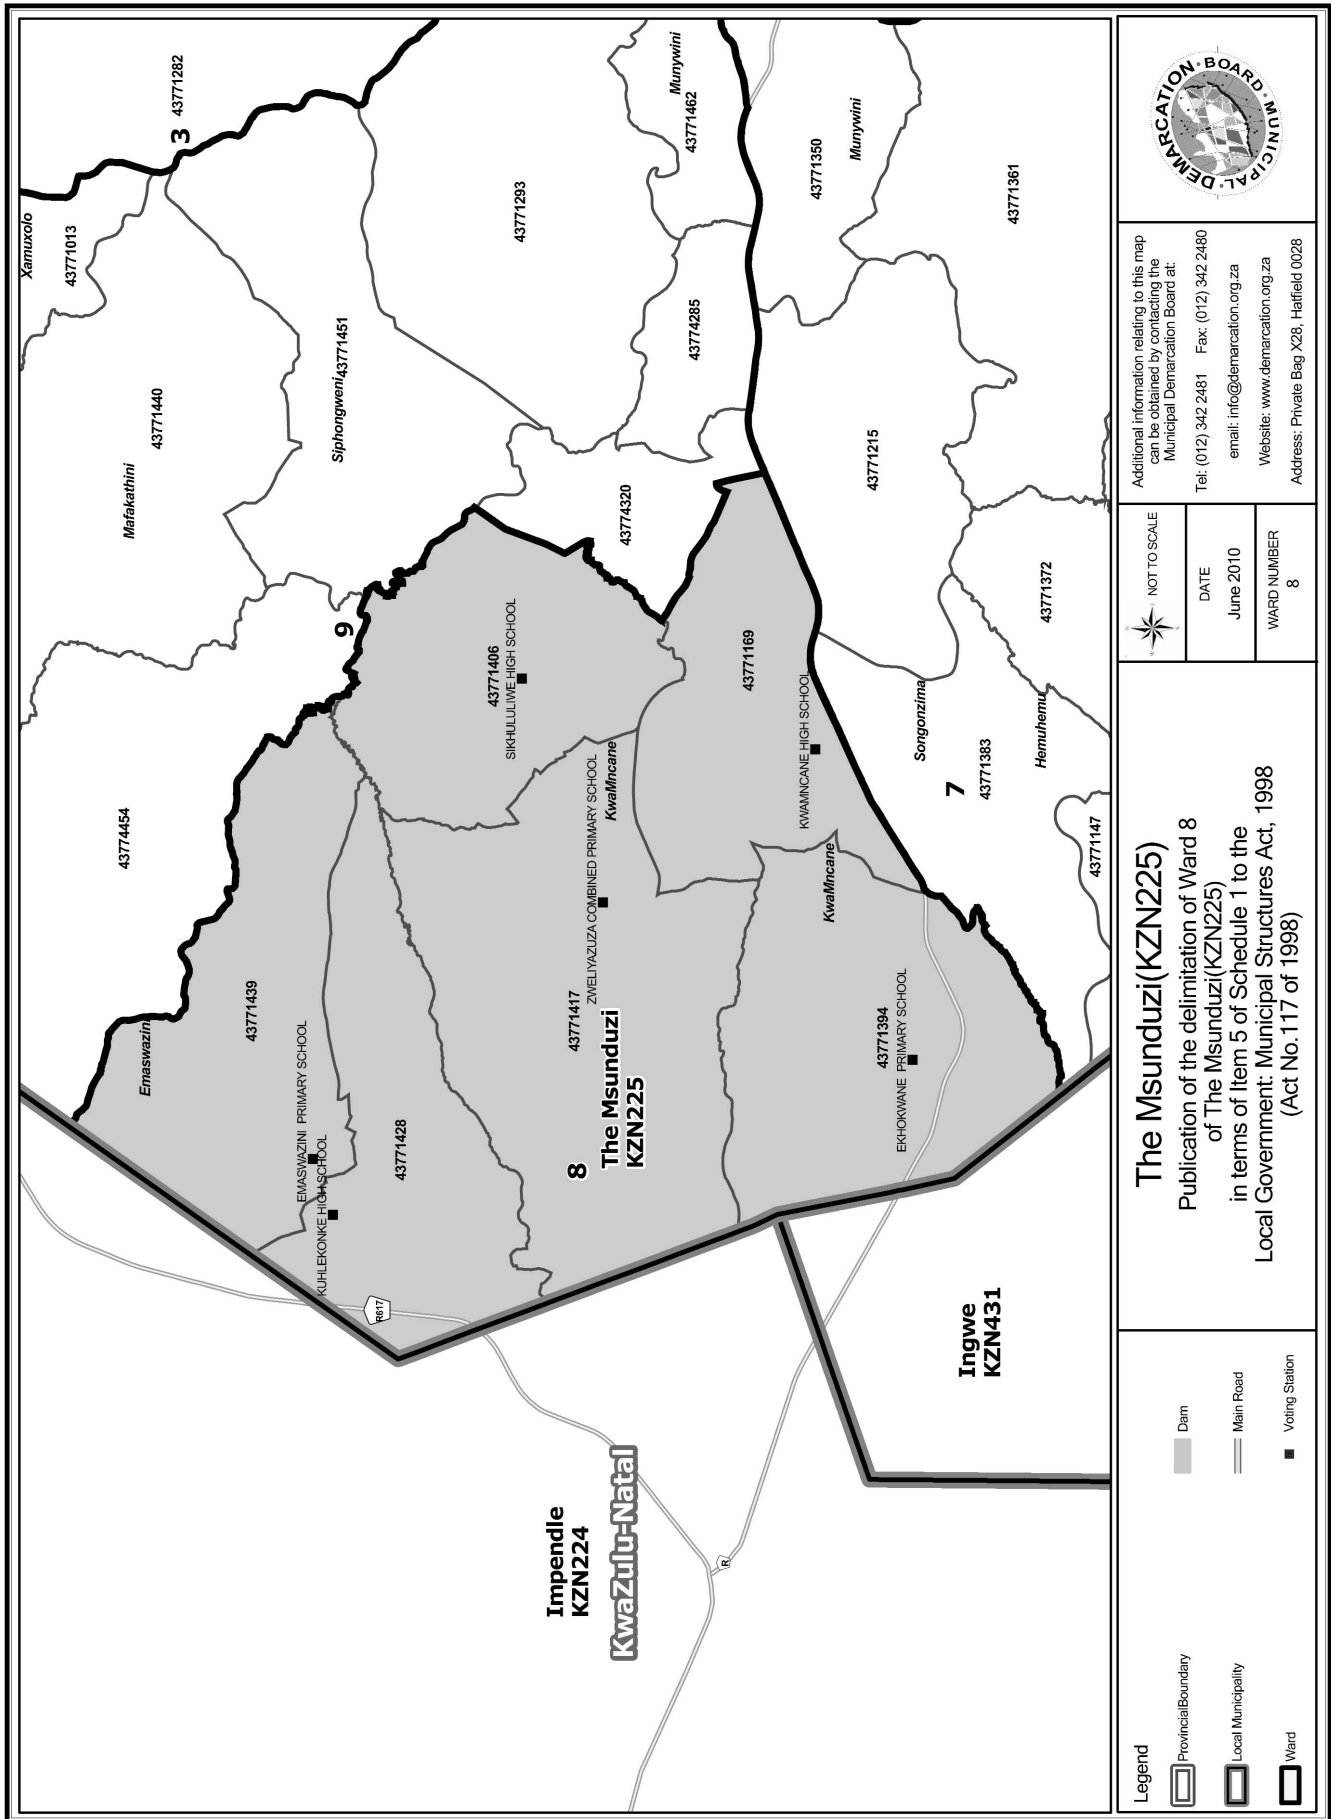 Xamuxolo
43771013
3
43771282
Mafakathini
43771440
43774454
Siphongweni
43771451
9
Emaswazini
43771439
EMASWAZINI PRIMARY SCHOOL
KUHLEKONKE HIGH SCHOOL
R617
43771428
43771406
SIKHULULIWE HIGH SCHOOL
43771293
Munywini
43771462
43774285
43774320
43771417
ZWELIYAZUZA COMBINED PRIMARY SCHOOL
KwaMncane
8
The Msunduzi
KZN225
Impendle
KZN224
KwaZulu-Natal
R
43771169
KWAMNCANE HIGH SCHOOL
KwaMncane
43771394
EKHOKWANE PRIMARY SCHOOL
43771350
Munywini
43771215
43771361
Songonzima
7
43771383
Hemuhemu
43771372
43771147
Ingwe
KZN431
Legend
ProvincialBoundary
Local Municipality
Ward
Dam
Main Road
Voting Station
The Msunduzi(KZN225)
Publication of the delimitation of Ward 8
of The Msunduzi(KZN225)
in terms of Item 5 of Schedule 1 to the
Local Government: Municipal Structures Act, 1998
(Act No.117 of 1998)
NOT TO SCALE
DATE
June 2010
WARD NUMBER
8
Additional information relating to this map
can be obtained by contacting the
Municipal Demarcation Board at:
Tel: (012) 342 2481 Fax: (012) 342 2480
email: info@demarcation.org.za
Website: www.demarcation.org.za
Address: Private Bag X28, Hatfield 0028
MUNICIPAL • DEMARCATION • BOARD •